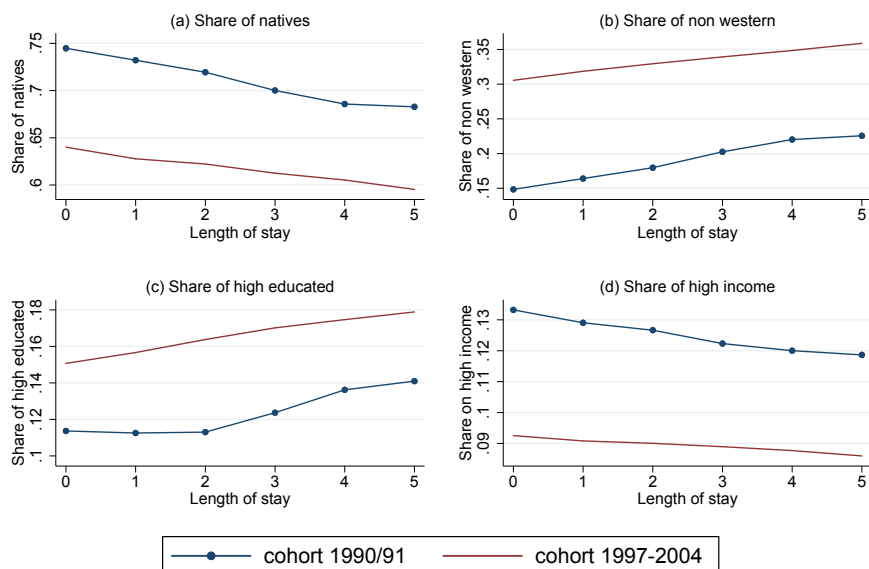 (a) Share of natives
Share of natives
.75
.7
.65
.6
0 1 2 3 4 5
Length of stay
(b) Share of non western
Share of non western
.35
.3
.25
.2
.15
0 1 2 3 4 5
Length of stay
(c) Share of high educated
Share of high educated
.18
.16
.14
.12
.1
0 1 2 3 4 5
Length of stay
(d) Share of high income
Share on high income
.13
.12
.11
.1
.09
0 1 2 3 4 5
Length of stay
cohort 1990/91 cohort 1997-2004